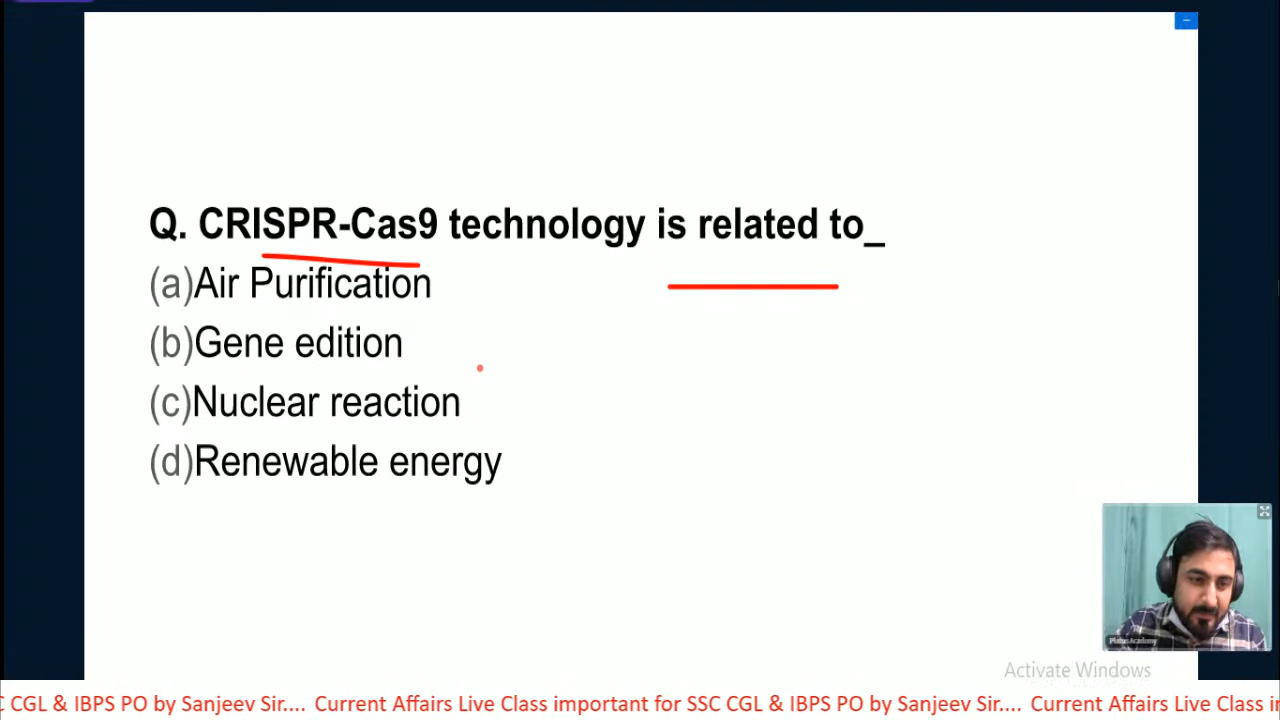 Q. CRISPR-Cas9 technology is related to_
(a)Air Purification
(b)Gene edition
(c)Nuclear reaction
(d)Renewable energy
Activate Windows
C CGL & IBPS PO by Sanjeev Sir.... Current Affairs Live Class important for SSC CGL & IBPS PO by Sanjeev Sir.... Current Affairs Live Class i